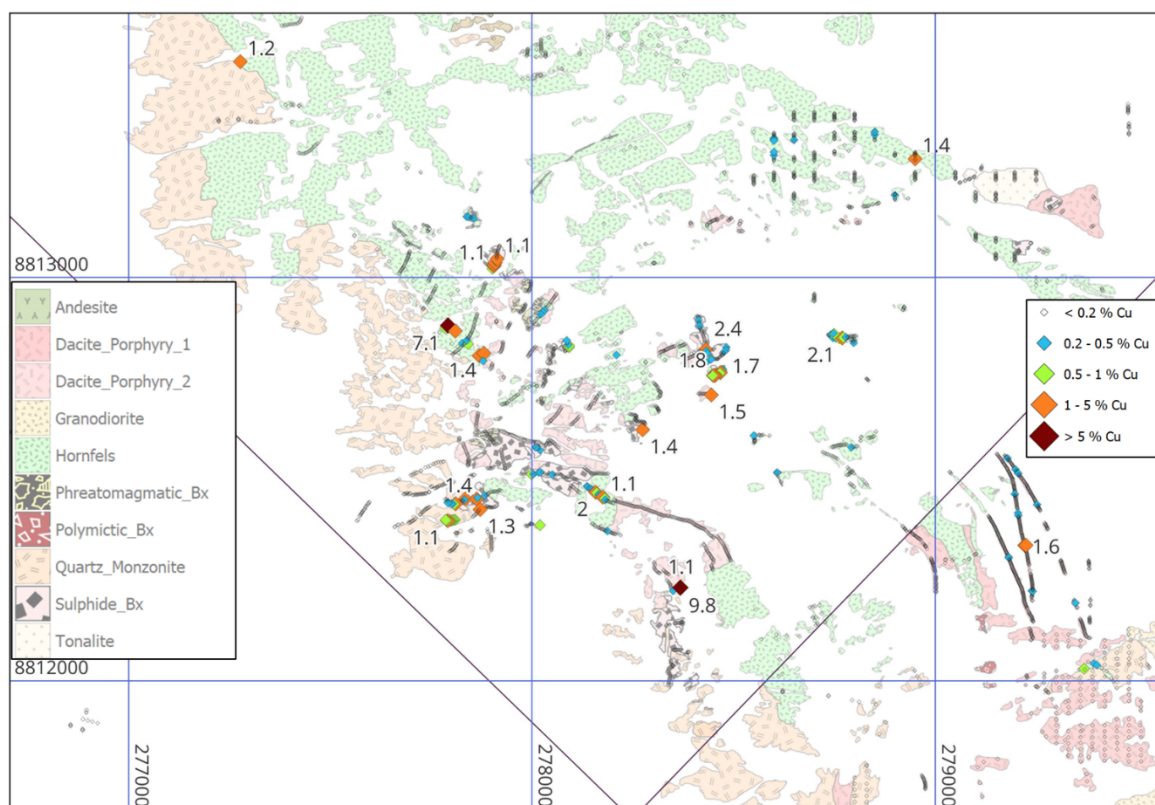 1.2
1.4
1.1
1.1
8813000
7.1
1.4
2.4
1.8
1.7
2.1
1.5
1.4
Andesite
Dacite_Porphyry_1
Dacite_Porphyry_2
Granodiorite
Hornfels
Phreatomagmatic_Bx
Polymictic_Bx
Quartz_Monzonite
Sulphide_Bx
Tonalite
< 0.2 % Cu
0.2 - 0.5 % Cu
0.5 - 1 % Cu
1 - 5 % Cu
> 5 % Cu
1.4
1.1
2
1.3
1.1
1.6
1.1
9.8
8812000
277000
278000
279000